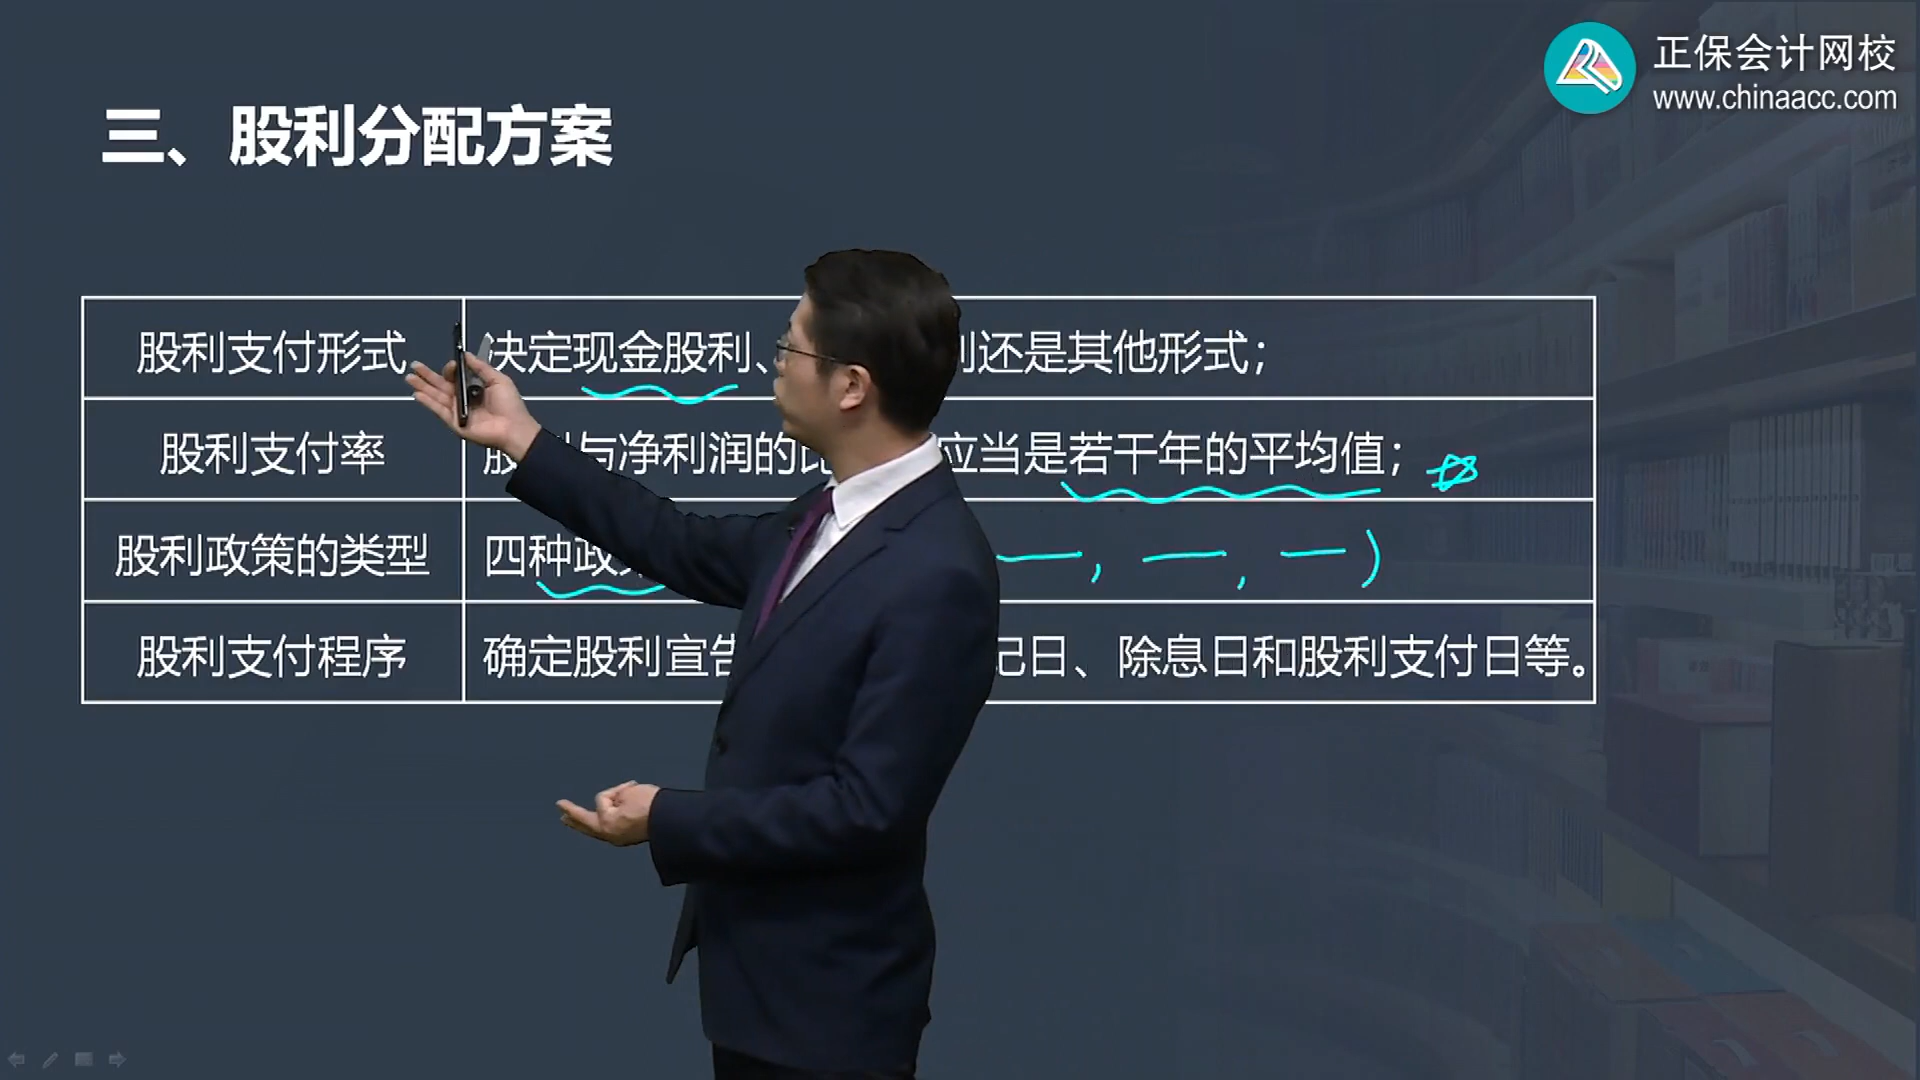 正保会计网校
www.chinaacc.com
三、股利分配方案
股利支付形式
决定现金股利、
还是其他形式；
股利支付率
与净利润的
应当是若干年的平均值；
股利政策的类型
四种政
股利支付程序
确定股利宣
日、除息日和股利支付日等。